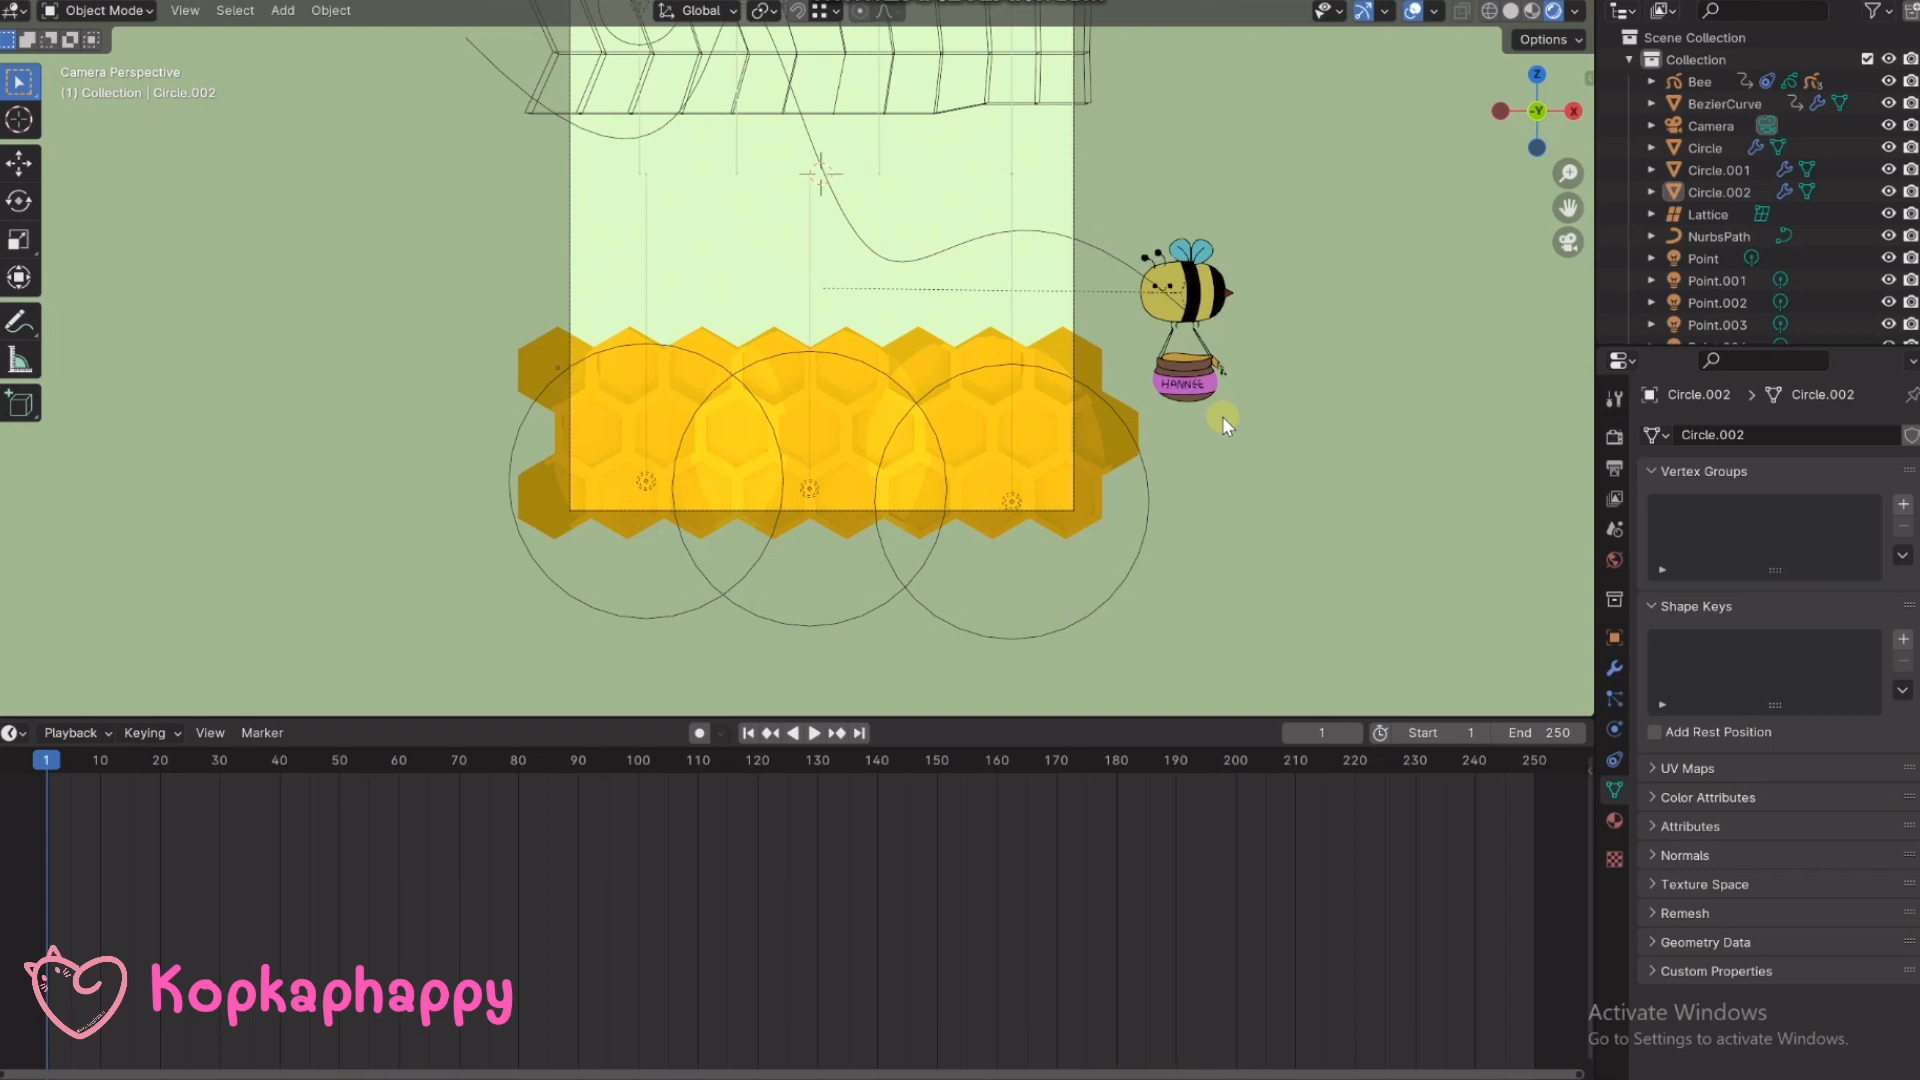 Object Mode View Select Add Object Global
Options
Camera Perspective
(1) Collection | Circle.002
Z
-Y
X
HANNEE
Scene Collection
Collection
Bee
3
BezierCurve
Camera
Circle
Circle.001
Circle.002
Lattice
NurbsPath
Point
Point.001
Point.002
Point.003
Circle.002 > Circle.002
Circle.002
Vertex Groups
Shape Keys
Add Rest Position
UV Maps
Color Attributes
Attributes
Normals
Texture Space
Remesh
Geometry Data
Custom Properties
Playback Keying View Marker 1 Start 1 End 250
1 10 20 30 40 50 60 70 80 90 100 110 120 130 140 150 160 170 180 190 200 210 220 230 240 250
Kopkaphappy
Activate Windows
Go to Settings to activate Windows.